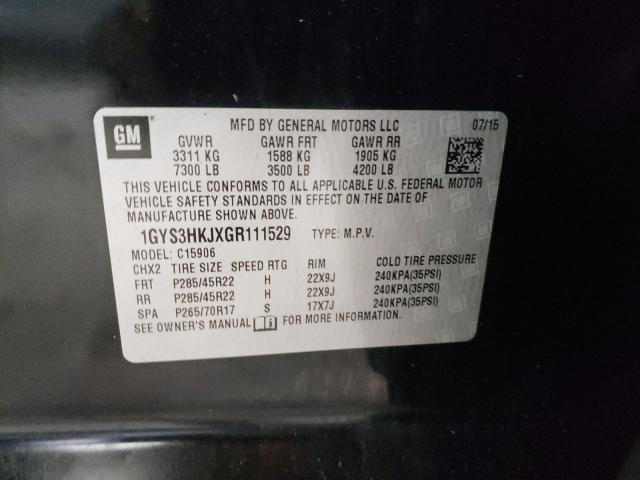 GM
MFD BY GENERAL MOTORS LLC 07/15
GVWR GAWR FRT GAWR RR
3311 KG 1588 KG 1905 KG
7300 LB 3500 LB 4200 LB
THIS VEHICLE CONFORMS TO ALL APPLICABLE U.S. FEDERAL MOTOR
VEHICLE SAFETY STANDARDS IN EFFECT ON THE DATE OF
MANUFACTURE SHOWN ABOVE.
1GYS3HKJXGR111529 TYPE: M.P.V.
MODEL: C15906
CHX2 TIRE SIZE SPEED RTG RIM COLD TIRE PRESSURE
FRT P285/45R22 H 22X9J 240KPA(35PSI)
RR P285/45R22 H 22X9J 240KPA(35PSI)
SPA P265/70R17 S 17X7J 240KPA(35PSI)
SEE OWNER'S MANUAL FOR MORE INFORMATION.